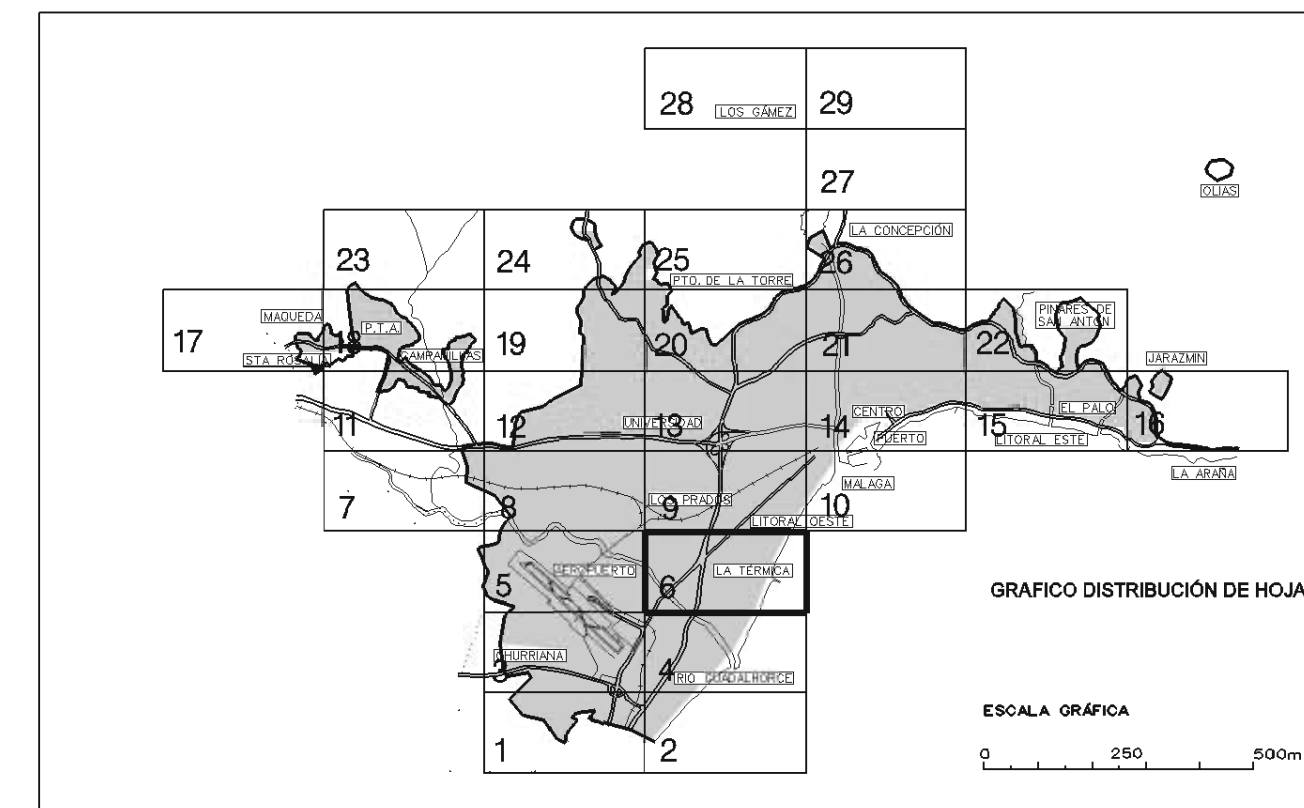 28 LOS GÁMEZ 29
27
OLIAS
LA CONCEPCIÓN
23 24 25 26
PTO. DE LA TORRE
MAQUEDA P.T.A. PINARES DE
SAN ANTÓN
17 18 19 20 21 22
STA ROSALIA CAMPANILLAS JARAZMIN
CENTRO EL PALO
11 12 UNIVERSIDAD 13 14 15 16
PUERTO LITORAL ESTE
LA ARAÑA
MALAGA
7 8 LOS PRADOS 9 10
LITORAL OESTE
5 AEROPUERTO 6 LA TÉRMICA
GRAFICO DISTRIBUCIÓN DE HOJA
CHURRIANA
3 4 RIO GUADALHORCE
ESCALA GRÁFICA
1 2 0 250 500m